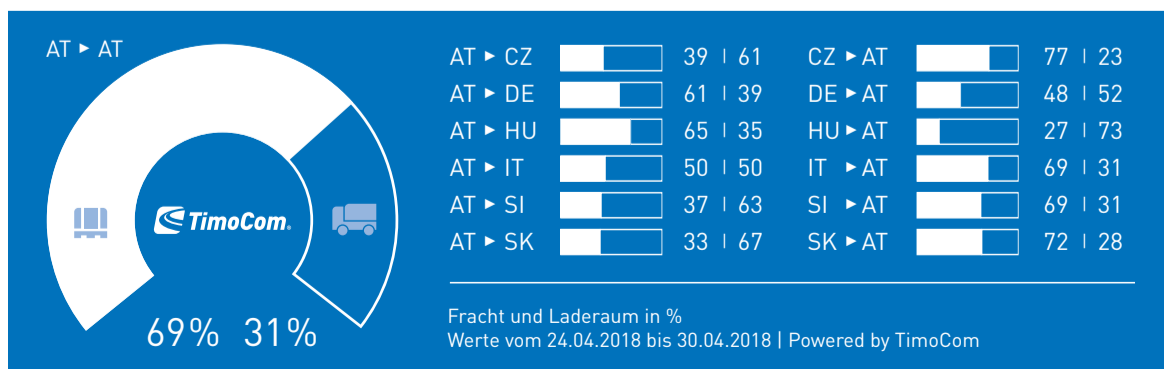 AT ▸ AT
TimoCom.
69% 31%
AT ▸ CZ 39 | 61 CZ ▸ AT 77 | 23
AT ▸ DE 61 | 39 DE ▸ AT 48 | 52
AT ▸ HU 65 | 35 HU ▸ AT 27 | 73
AT ▸ IT 50 | 50 IT ▸ AT 69 | 31
AT ▸ SI 37 | 63 SI ▸ AT 69 | 31
AT ▸ SK 33 | 67 SK ▸ AT 72 | 28
Fracht und Laderaum in %
Werte vom 24.04.2018 bis 30.04.2018 | Powered by TimoCom